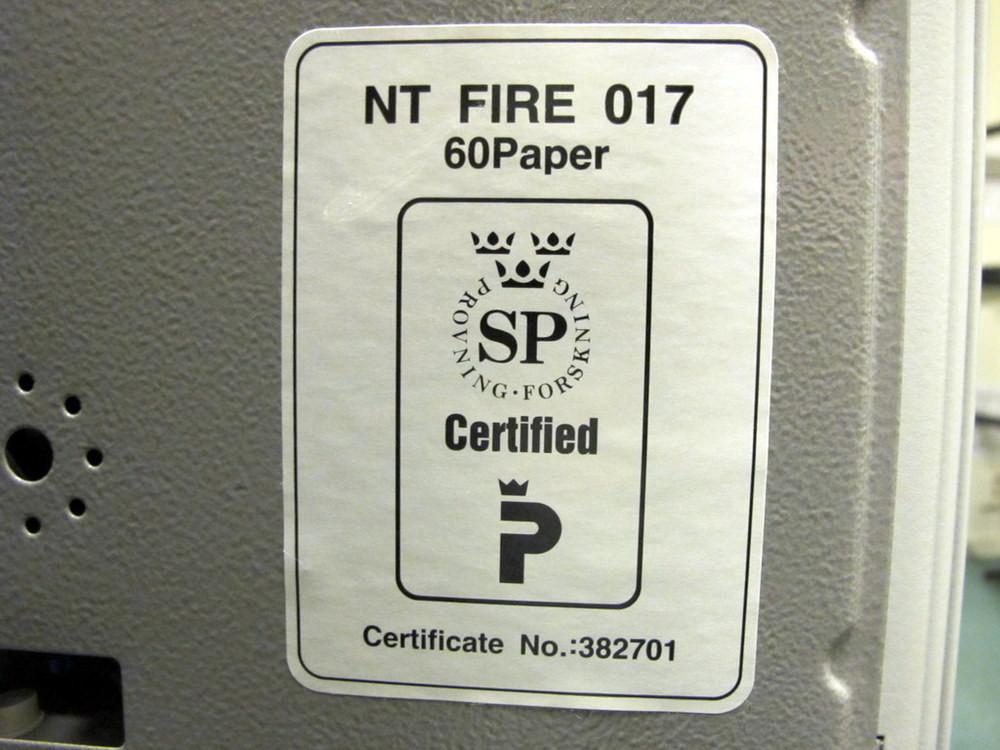 NT FIRE 017
60Paper
PROVNING · FORSKNING
SP
Certified
P
Certificate No.:382701